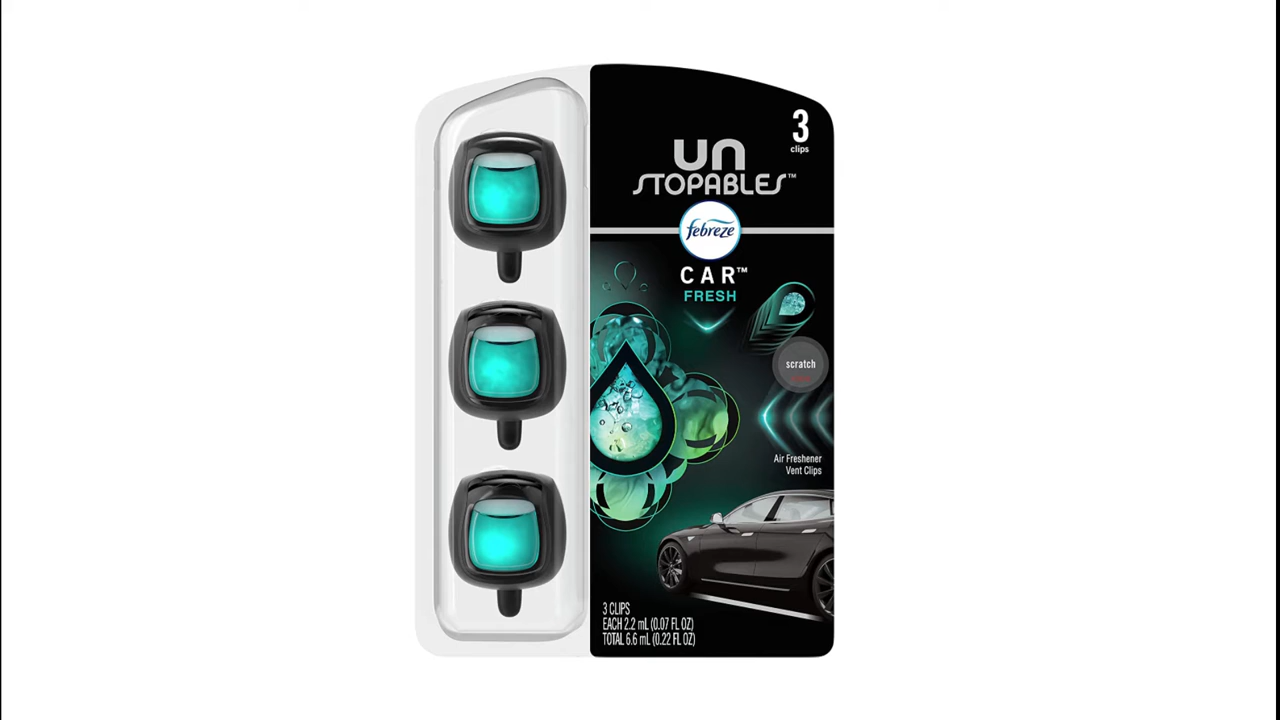 3
clips
UN
STOPABLES™
febreze
CAR™
FRESH
scratch
Air Freshener
Vent Clips
3 CLIPS
EACH 2.2 mL (0.07 FL OZ)
TOTAL 6.6 mL (0.22 FL OZ)